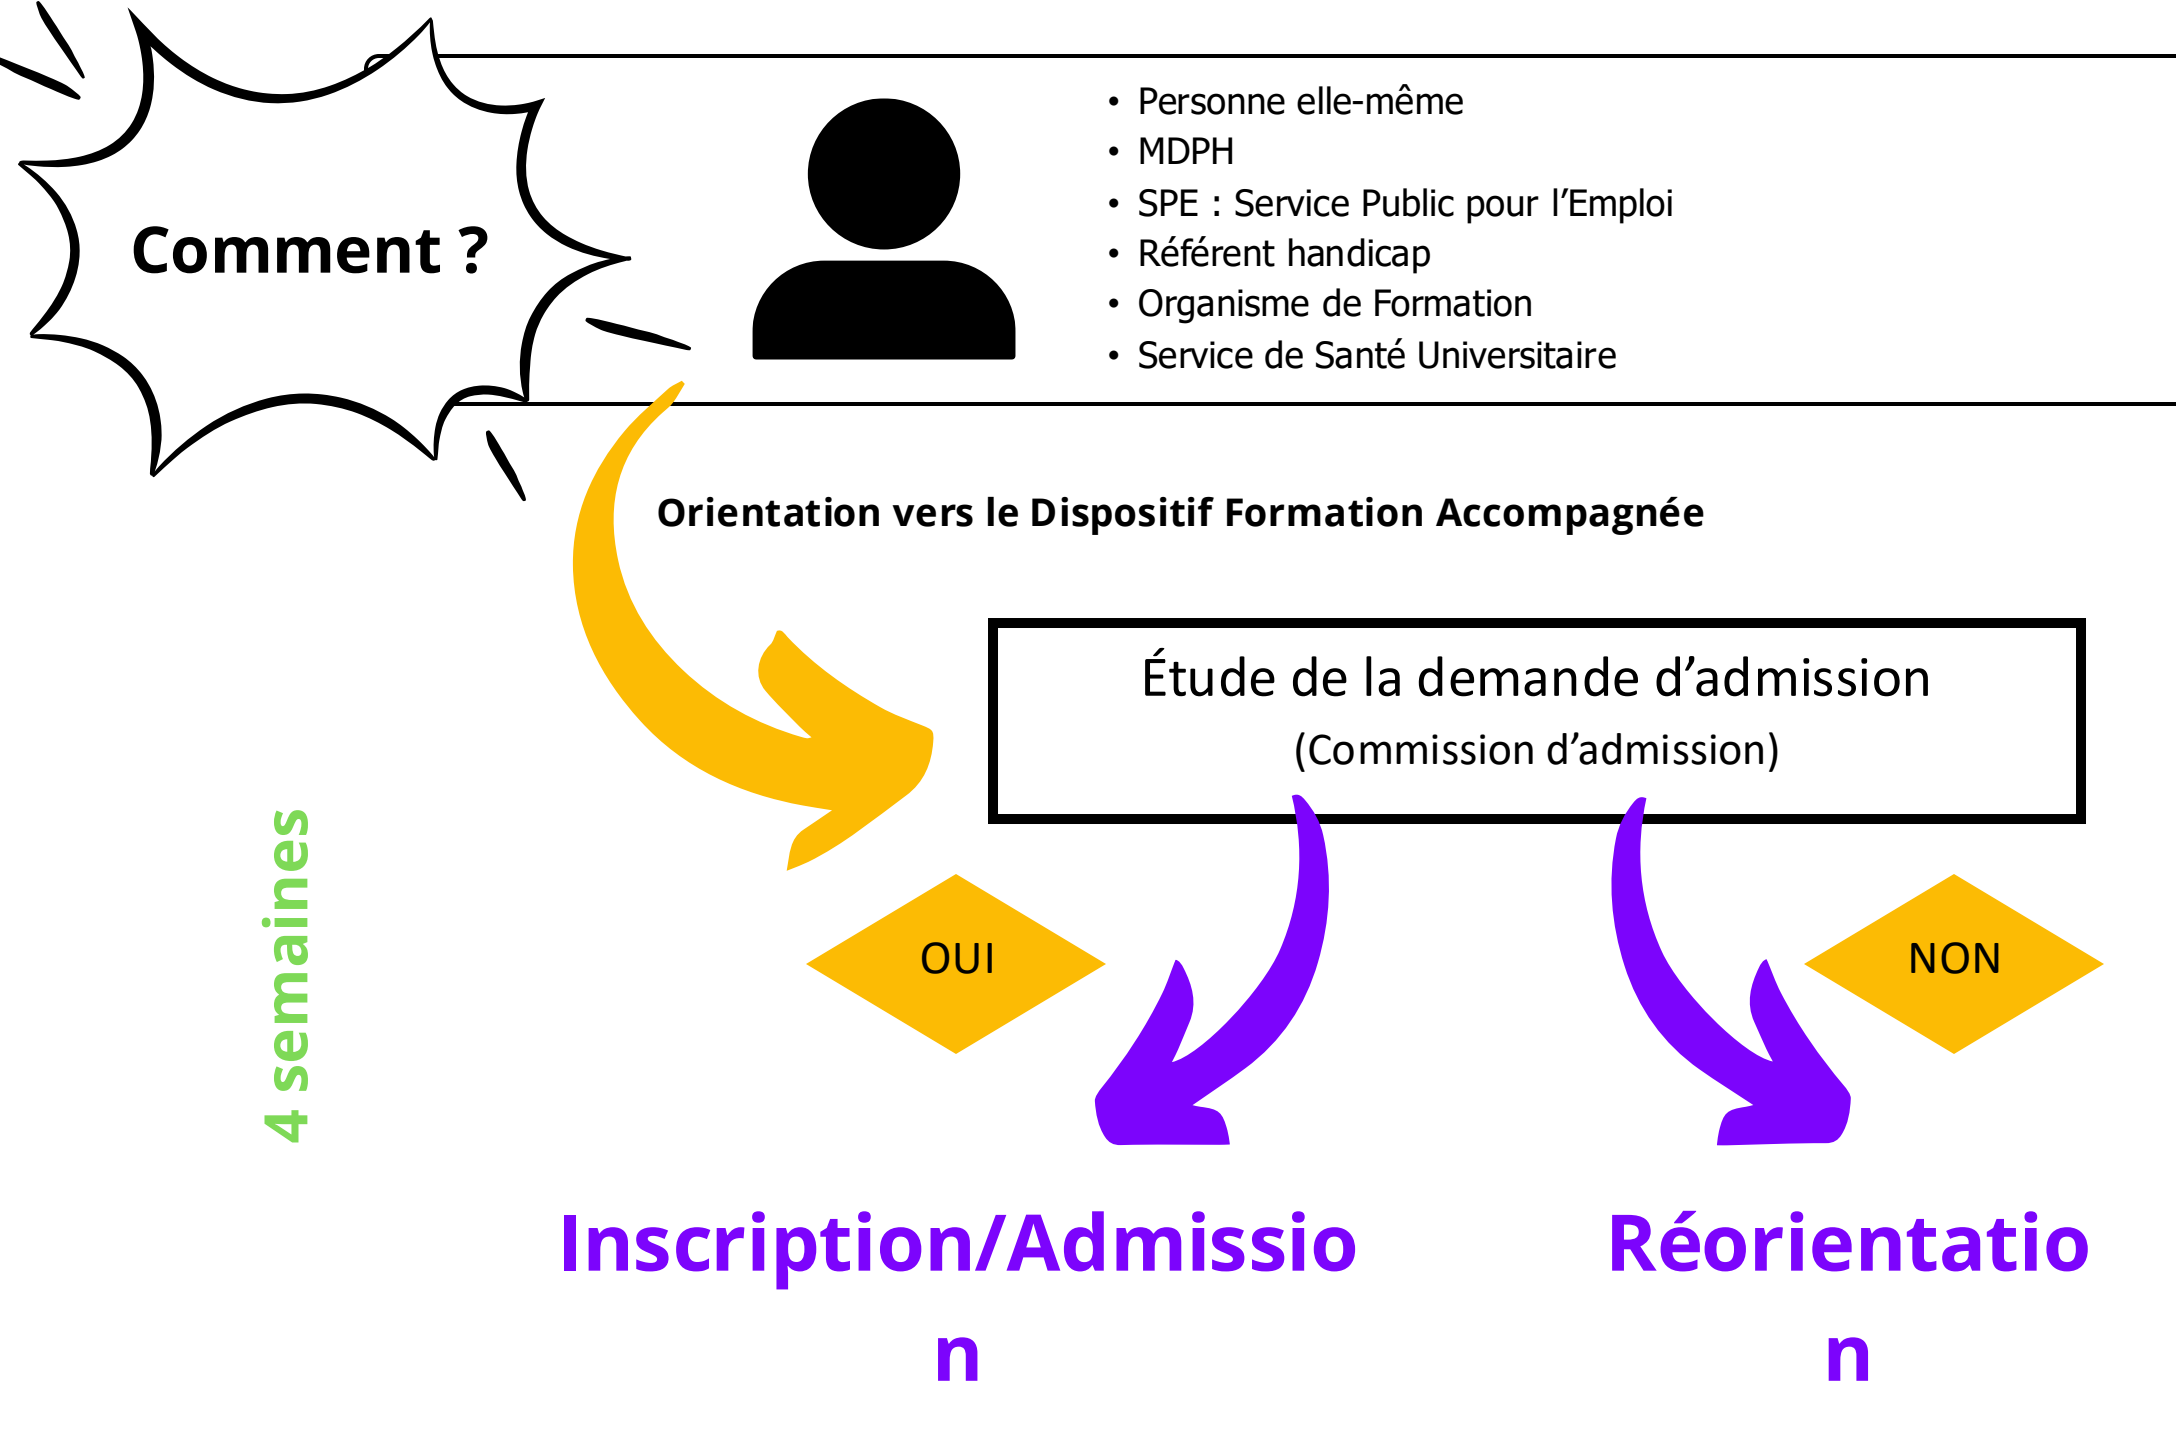 Comment ?
• Personne elle-même
• MDPH
• SPE : Service Public pour l’Emploi
• Référent handicap
• Organisme de Formation
• Service de Santé Universitaire
Orientation vers le Dispositif Formation Accompagnée
Étude de la demande d’admission
(Commission d’admission)
4 semaines
OUI
NON
Inscription/Admissio
n
Réorientatio
n